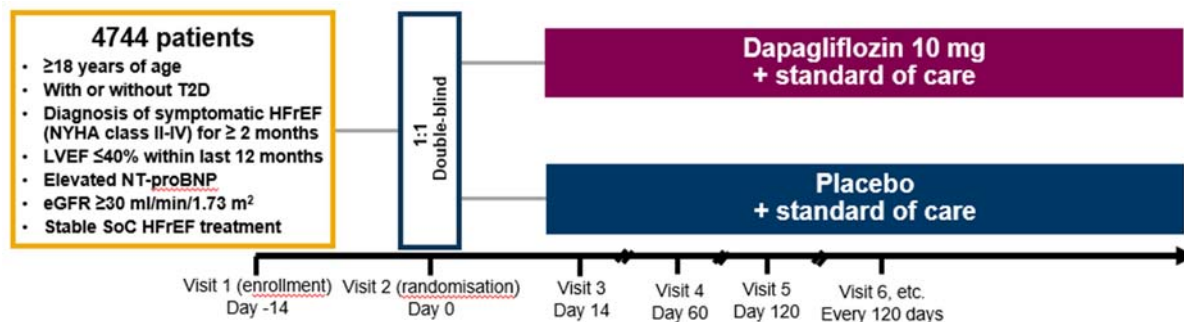 4744 patients
• ≥18 years of age
• With or without T2D
• Diagnosis of symptomatic HFrEF
(NYHA class II-IV) for ≥ 2 months
• LVEF ≤40% within last 12 months
• Elevated NT-proBNP
• eGFR ≥30 ml/min/1.73 m²
• Stable SoC HFrEF treatment
1:1
Double-blind
Dapagliflozin 10 mg
+ standard of care
Placebo
+ standard of care
Visit 1 (enrollment)
Day -14
Visit 2 (randomisation)
Day 0
Visit 3
Day 14
Visit 4
Day 60
Visit 5
Day 120
Visit 6, etc.
Every 120 days